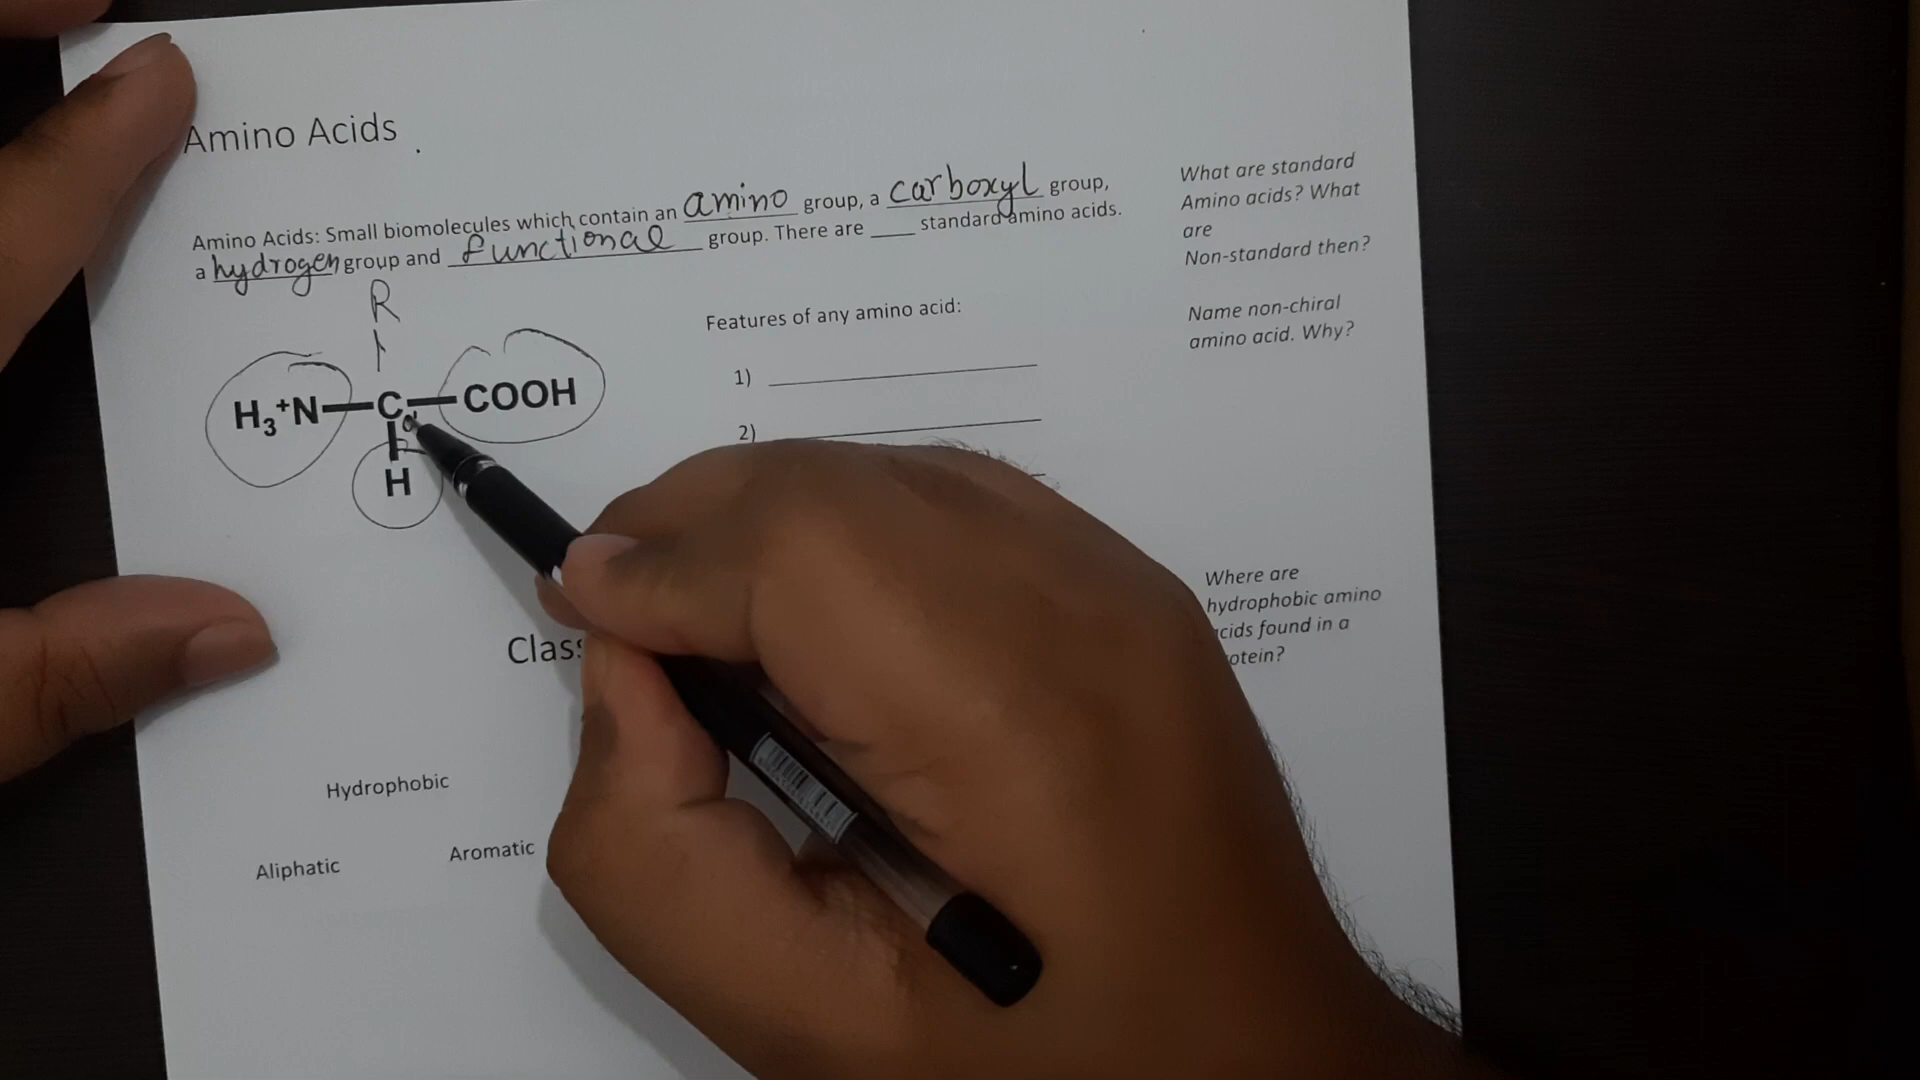 Amino Acids
Amino Acids: Small biomolecules which contain an amino group, a carboxyl group,
a hydrogen group and functional group. There are ____ standard amino acids.
R
H3+N—C—COOH
α
H
Features of any amino acid:
1)
2)
What are standard
Amino acids? What
are
Non-standard then?
Name non-chiral
amino acid. Why?
Where are
hydrophobic amino
found in a
Hydrophobic
Aliphatic
Aromatic